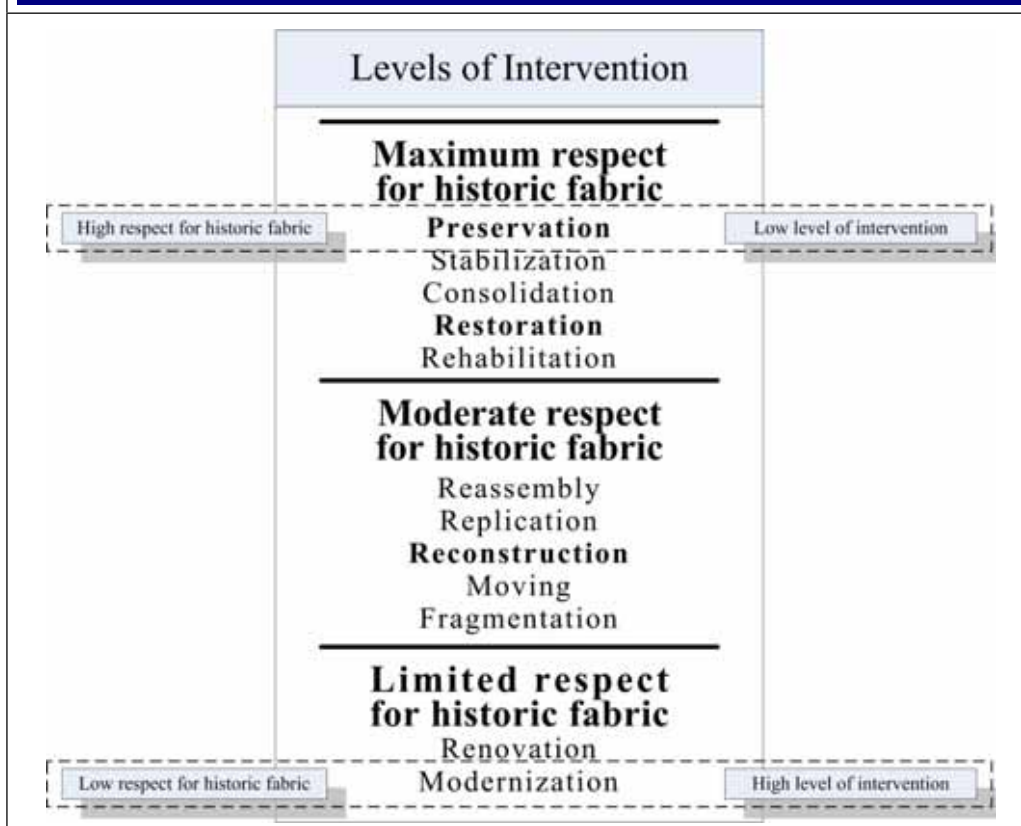 Levels of Intervention
Maximum respect
for historic fabric
High respect for historic fabric
Preservation
Low level of intervention
Stabilization
Consolidation
Restoration
Rehabilitation
Moderate respect
for historic fabric
Reassembly
Replication
Reconstruction
Moving
Fragmentation
Limited respect
for historic fabric
Renovation
Low respect for historic fabric
Modernization
High level of intervention